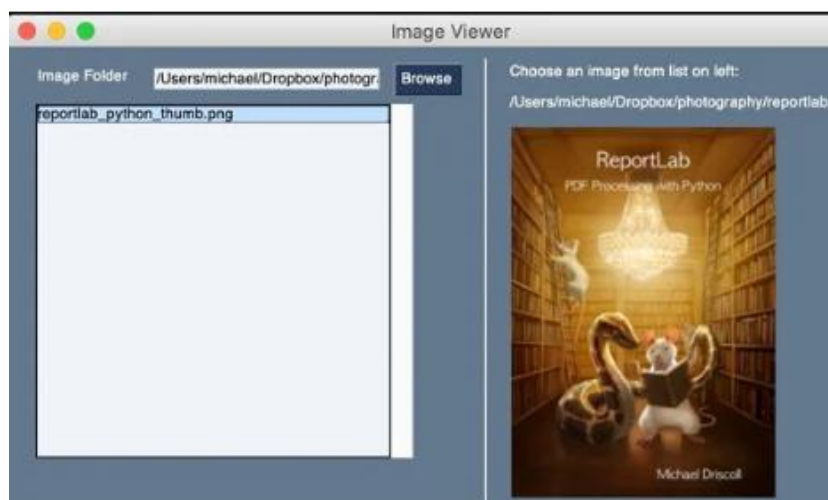 Image Viewer
Image Folder
/Users/michael/Dropbox/photogr
Browse
reportlab_python_thumb.png
Choose an image from list on left:
/Users/michael/Dropbox/photography/reportlab
ReportLab
PDF Processing with Python
Michael Driscoll